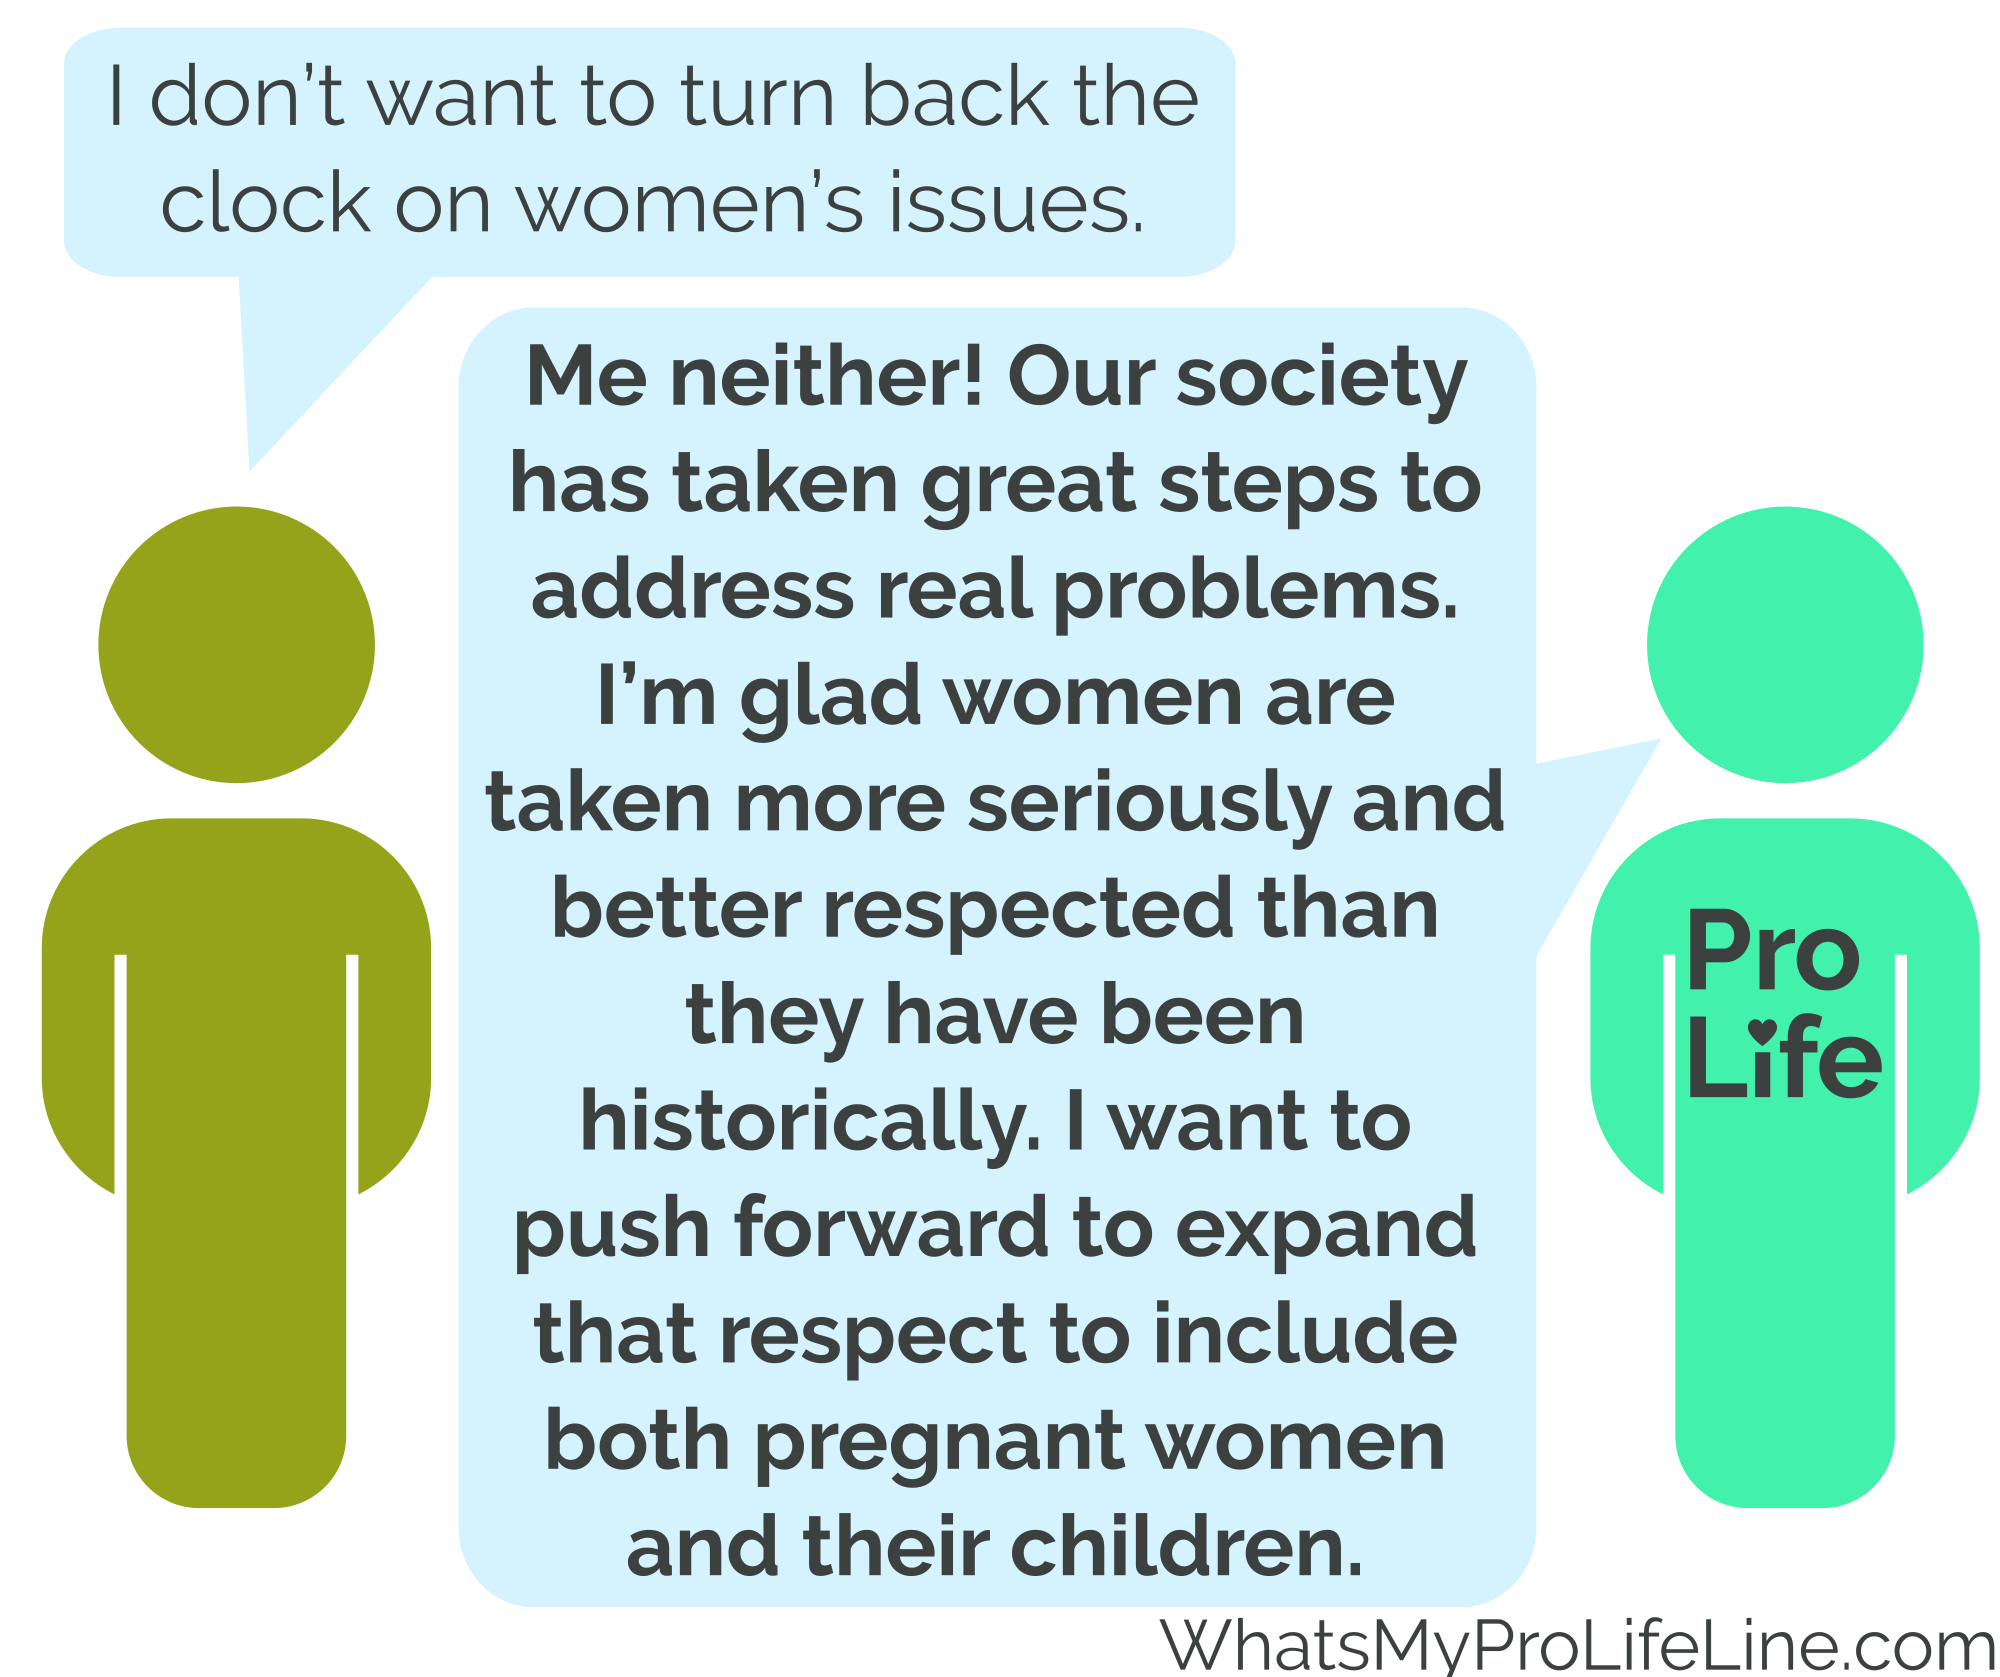 I don’t want to turn back the
clock on women’s issues.
Me neither! Our society
has taken great steps to
address real problems.
I’m glad women are
taken more seriously and
better respected than
they have been
historically. I want to
push forward to expand
that respect to include
both pregnant women
and their children.
Pro
Life
WhatsMyProLifeLine.com